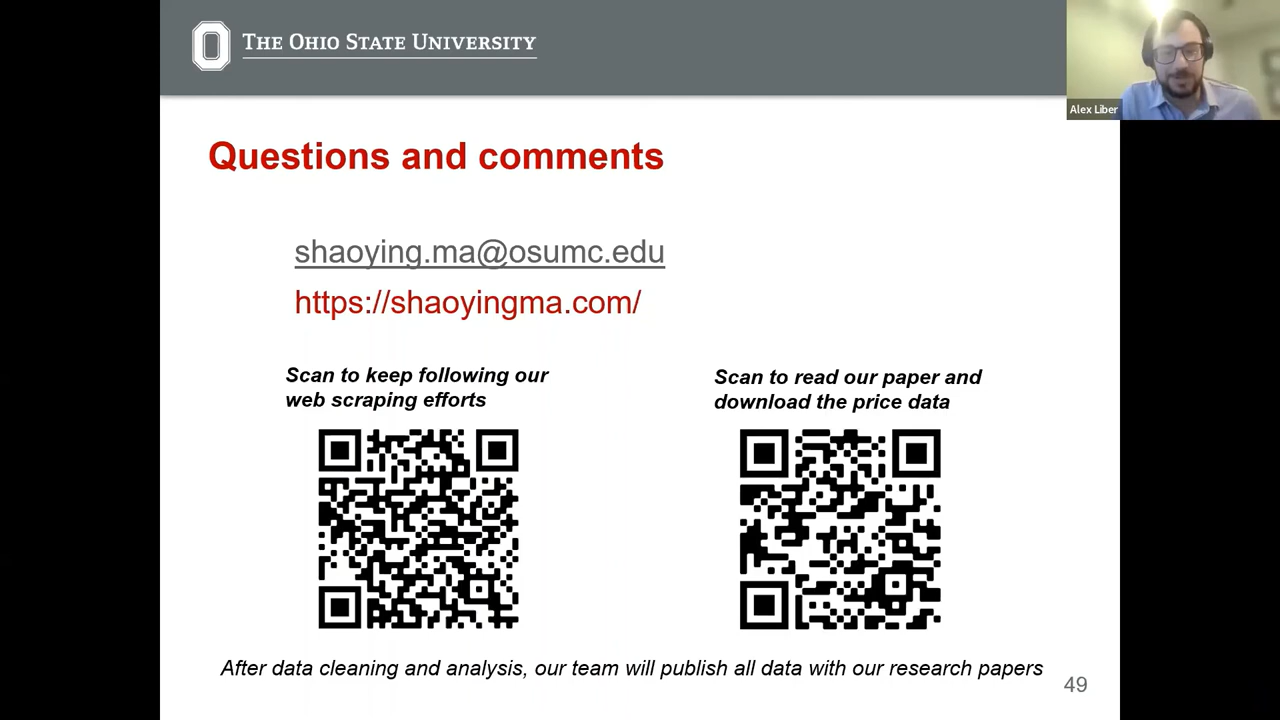 THE OHIO STATE UNIVERSITY
Alex Liber
Questions and comments
shaoying.ma@osumc.edu
https://shaoyingma.com/
Scan to keep following our
web scraping efforts
Scan to read our paper and
download the price data
After data cleaning and analysis, our team will publish all data with our research papers
49